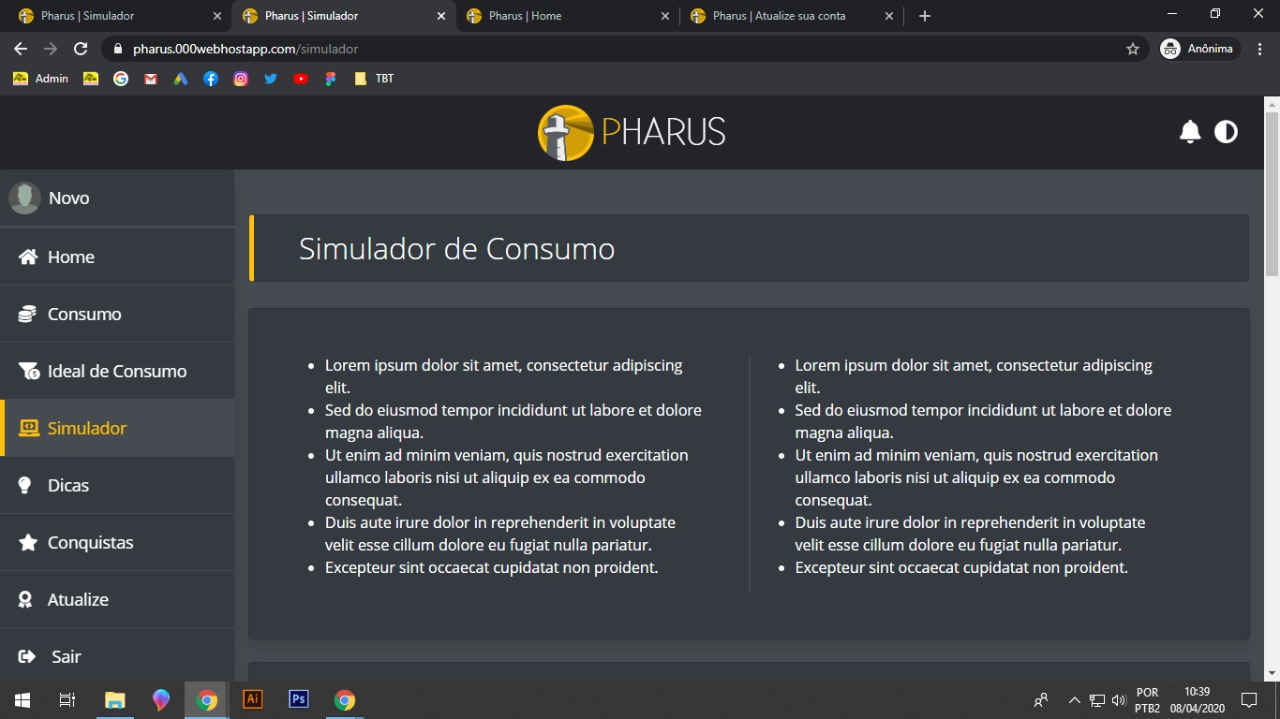 Pharus | Simulador
Pharus | Simulador
Pharus | Home
Pharus | Atualize sua conta
pharus.000webhostapp.com/simulador
Anônima
Admin
TBT
PHARUS
Novo
Home
Consumo
Ideal de Consumo
Simulador
Dicas
Conquistas
Atualize
Sair
Simulador de Consumo
Lorem ipsum dolor sit amet, consectetur adipiscing
elit.
Sed do eiusmod tempor incididunt ut labore et dolore
magna aliqua.
Ut enim ad minim veniam, quis nostrud exercitation
ullamco laboris nisi ut aliquip ex ea commodo
consequat.
Duis aute irure dolor in reprehenderit in voluptate
velit esse cillum dolore eu fugiat nulla pariatur.
Excepteur sint occaecat cupidatat non proident.
Lorem ipsum dolor sit amet, consectetur adipiscing
elit.
Sed do eiusmod tempor incididunt ut labore et dolore
magna aliqua.
Ut enim ad minim veniam, quis nostrud exercitation
ullamco laboris nisi ut aliquip ex ea commodo
consequat.
Duis aute irure dolor in reprehenderit in voluptate
velit esse cillum dolore eu fugiat nulla pariatur.
Excepteur sint occaecat cupidatat non proident.
Ai
Ps
POR
PTB2
10:39
08/04/2020